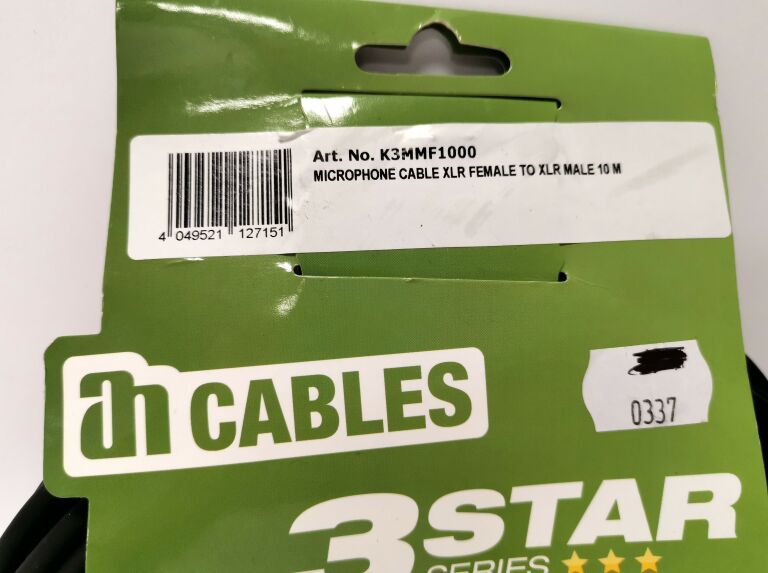 Art. No. K3MMF1000
MICROPHONE CABLE XLR FEMALE TO XLR MALE 10 M
4 049521 127151
ah CABLES
0337
3 STAR
SERIES